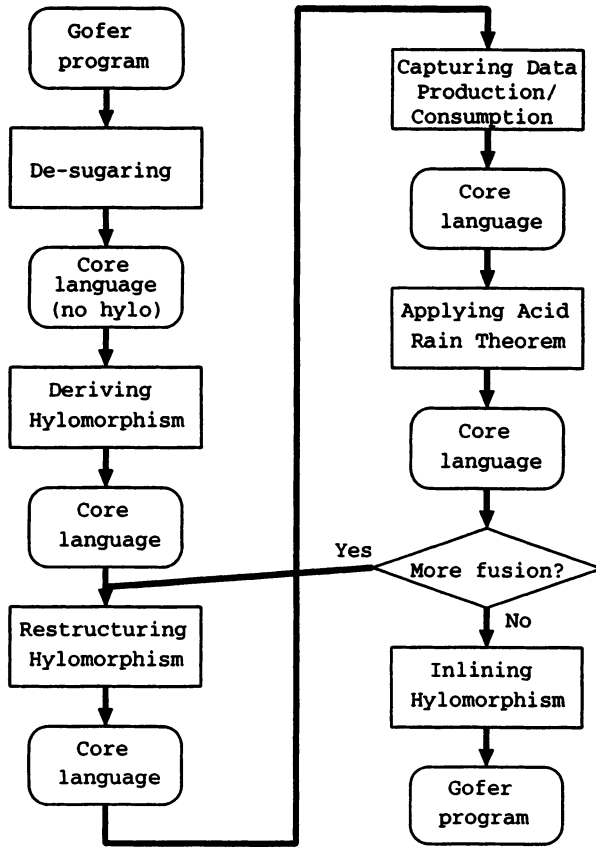 Gofer
program
De-sugaring
Core
language
(no hylo)
Deriving
Hylomorphism
Core
language
Restructuring
Hylomorphism
Core
language
Capturing Data
Production/
Consumption
Core
language
Applying Acid
Rain Theorem
Core
language
Yes
More fusion?
No
Inlining
Hylomorphism
Gofer
program